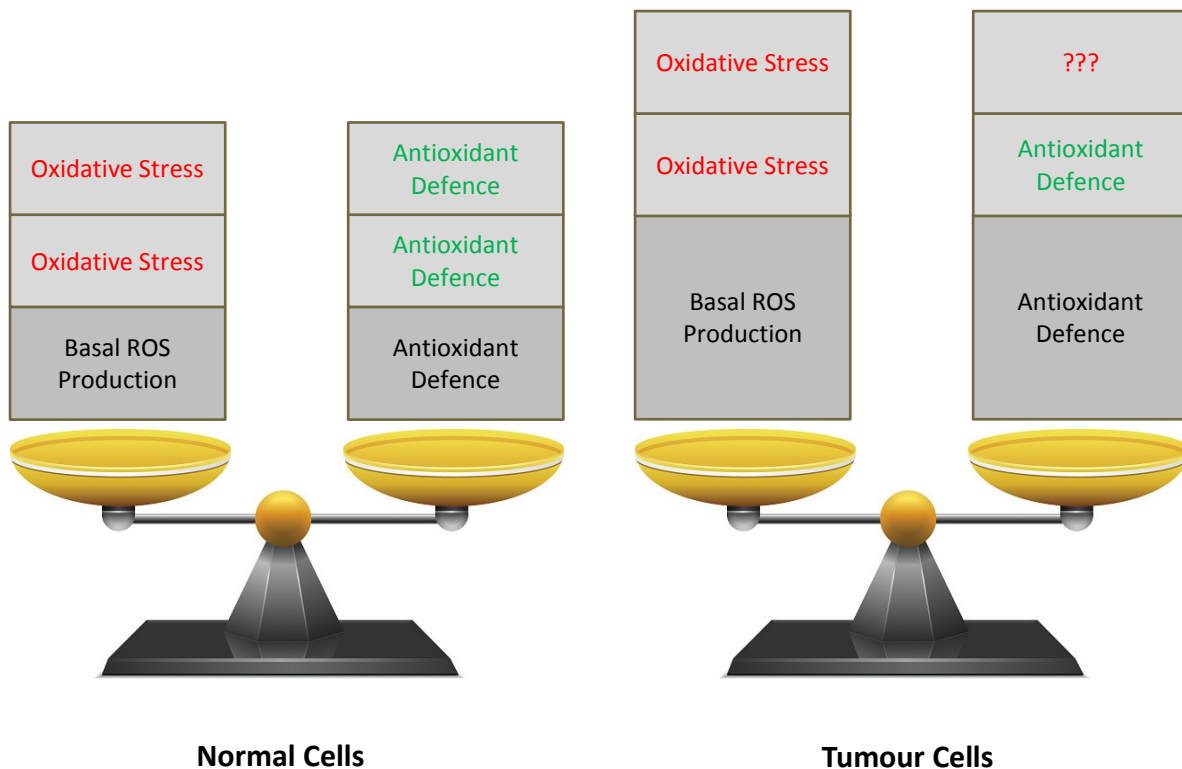 Oxidative Stress
Oxidative Stress
Basal ROS
Production
Antioxidant
Defence
Antioxidant
Defence
Antioxidant
Defence
Normal Cells
Oxidative Stress
Oxidative Stress
Basal ROS
Production
???
Antioxidant
Defence
Antioxidant
Defence
Tumour Cells